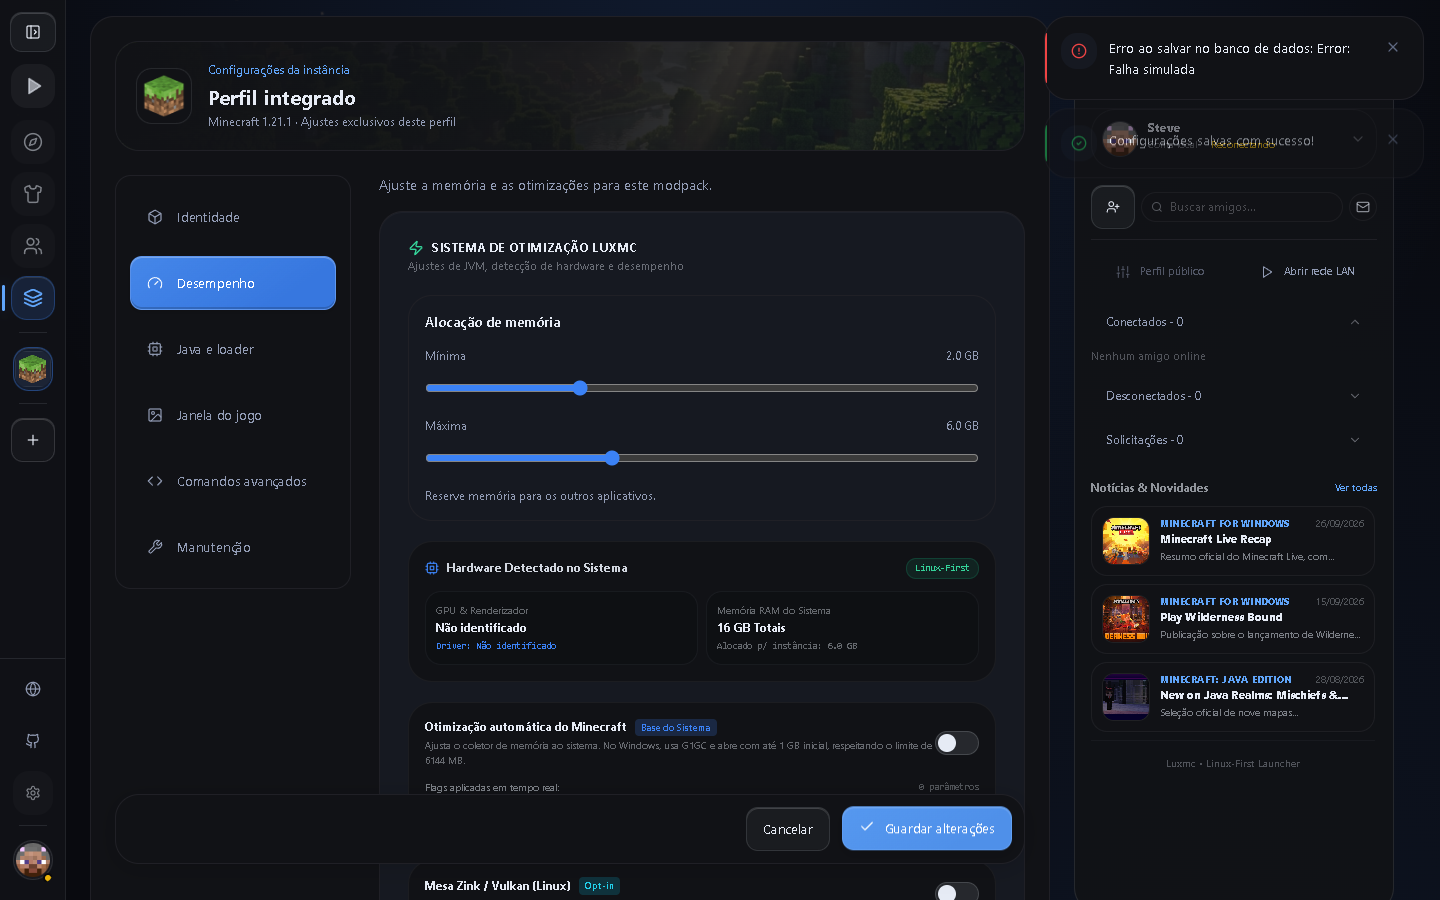 Configurações da instância
Perfil integrado
Minecraft 1.21.1 · Ajustes exclusivos deste perfil
Identidade
Desempenho
Java e loader
Janela do jogo
Comandos avançados
Manutenção
Ajuste a memória e as otimizações para este modpack.
SISTEMA DE OTIMIZAÇÃO LUXMC
Ajustes de JVM, detecção de hardware e desempenho
Alocação de memória
Mínima
2.0 GB
Máxima
6.0 GB
Reserve memória para os outros aplicativos.
Hardware Detectado no Sistema
Linux-First
GPU & Renderizador
Não identificado
Driver: Não identificado
Memória RAM do Sistema
16 GB Totais
Alocado p/ instância: 6.0 GB
Otimização automática do Minecraft
Base do Sistema
Ajusta o coletor de memória ao sistema. No Windows, usa G1GC e abre com até 1 GB inicial, respeitando o limite de
6144 MB.
Flags aplicadas em tempo real:
0 parâmetros
Cancelar
Guardar alterações
Mesa Zink / Vulkan (Linux)
Opt-in
Erro ao salvar no banco de dados: Error:
Falha simulada
Steve
Configurações salvas com sucesso!
Reconectando
Buscar amigos...
Perfil público
Abrir rede LAN
Conectados - 0
Nenhum amigo online
Desconectados - 0
Solicitações - 0
Notícias & Novidades
Ver todas
MINECRAFT FOR WINDOWS
26/09/2026
Minecraft Live Recap
Resumo oficial do Minecraft Live, com...
MINECRAFT FOR WINDOWS
15/09/2026
Play Wilderness Bound
Publicação sobre o lançamento de Wilderne...
MINECRAFT: JAVA EDITION
28/08/2026
New on Java Realms: Mischiefs &...
Seleção oficial de nove mapas...
Luxmc • Linux-First Launcher